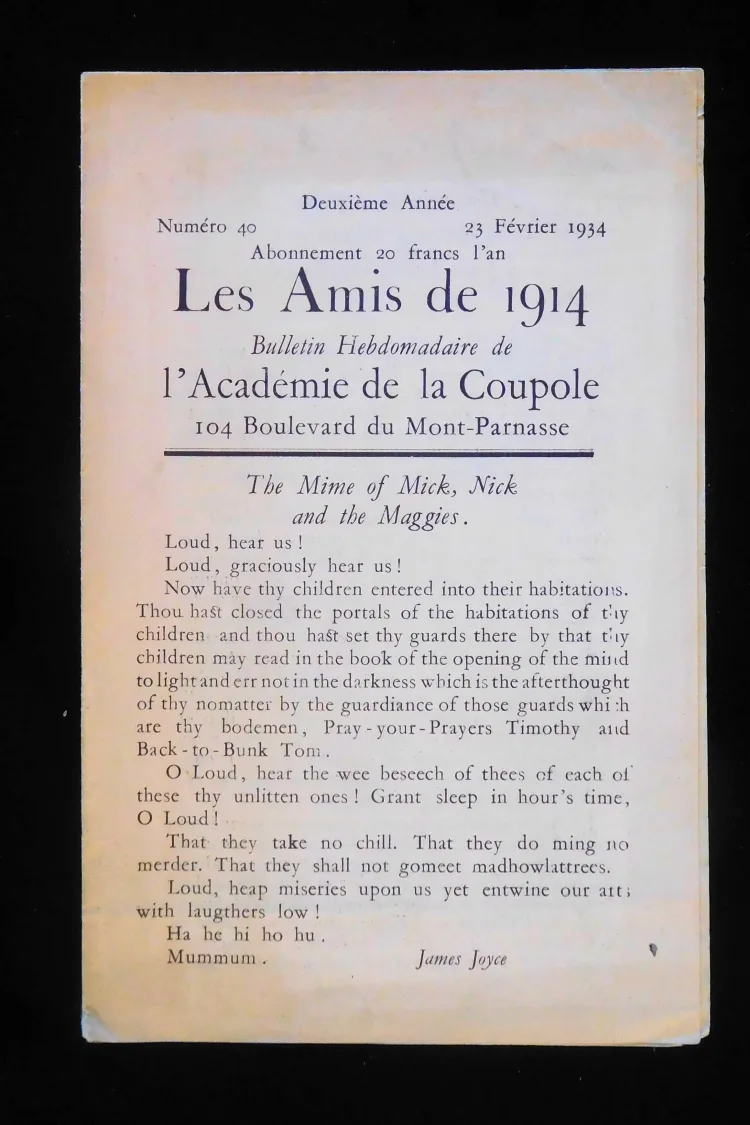 Deuxième Année
Numéro 40 23 Février 1934
Abonnement 20 francs l'an
Les Amis de 1914
Bulletin Hebdomadaire de
l'Académie de la Coupole
104 Boulevard du Mont-Parnasse
The Mime of Mick, Nick
and the Maggies.
Loud, hear us !
Loud, graciously hear us !
Now have thy children entered into their habitations.
Thou hast closed the portals of the habitations of thy
children and thou hast set thy guards there by that thy
children may read in the book of the opening of the mind
to light and err not in the darkness which is the afterthought
of thy nomatter by the guardiance of those guards which
are thy bodemen, Pray-your-Prayers Timothy and
Back-to-Bunk Tom.
O Loud, hear the wee beseech of thees of each of
these thy unlitten ones ! Grant sleep in hour's time,
O Loud !
That they take no chill. That they do ming no
merder. That they shall not gomeet madhowlattrees.
Loud, heap miseries upon us yet entwine our arts
with laugthers low !
Ha he hi ho hu.
Mummum. James Joyce